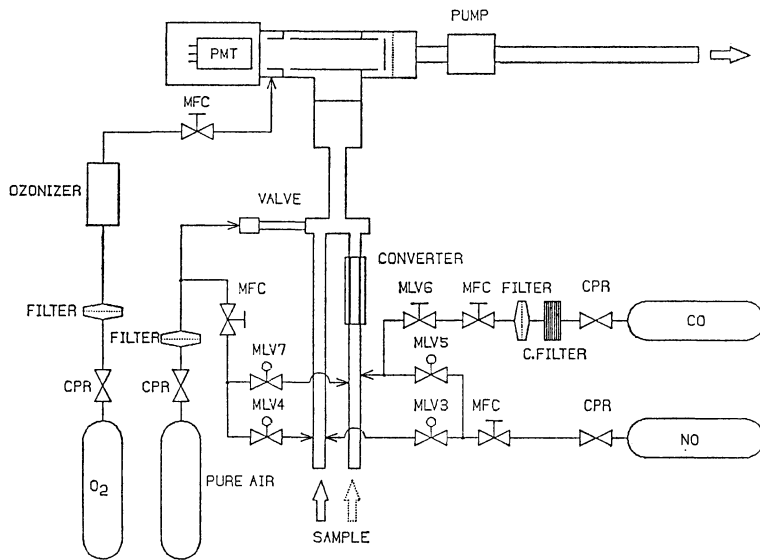 PUMP
PMT
MFC
OZONIZER
VALVE
CONVERTER
MFC
MLV6
MFC
FILTER
CPR
FILTER
FILTER
CO
C.FILTER
MLV5
MLV7
CPR
CPR
MLV4
MLV3
MFC
CPR
NO
O2
PURE AIR
SAMPLE